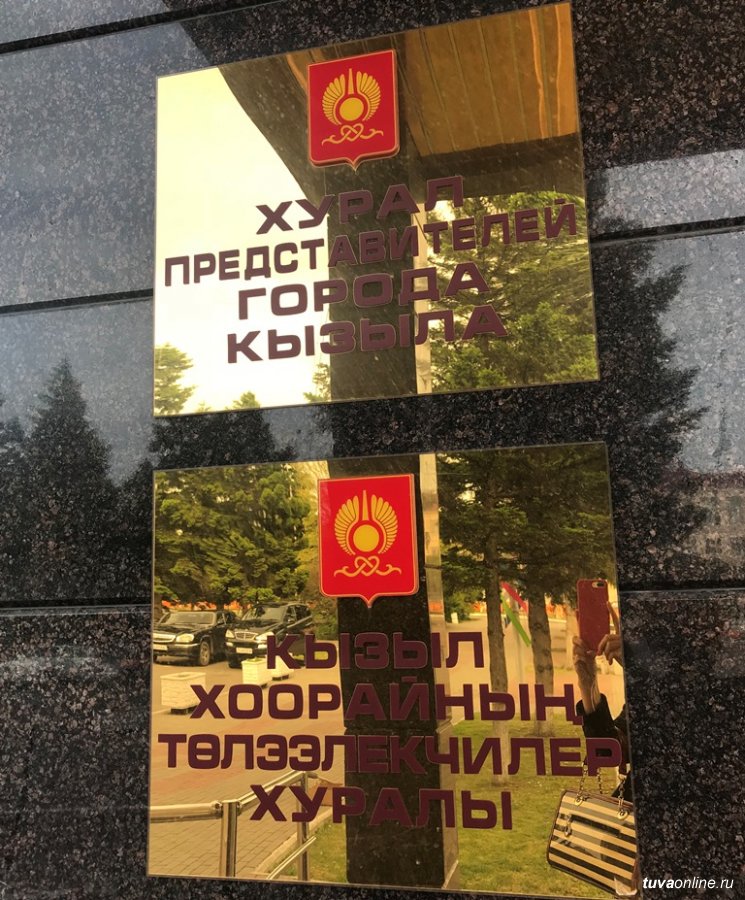 ХУРАЛ
ПРЕДСТАВИТЕЛЕЙ
ГОРОДА
КЫЗЫЛА
КЫЗЫЛ
ХООРАЙНЫҢ
ТӨЛЭЭЛЕКЧИЛЕР
ХУРАЛЫ
tuvaonline.ru